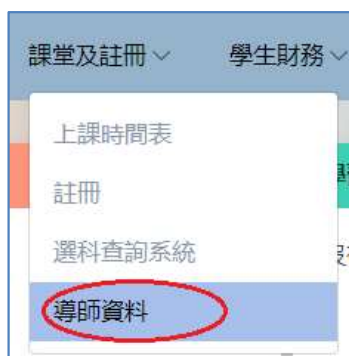 課堂及註冊 學生財務
上課時間表
註冊
選科查詢系統
導師資料